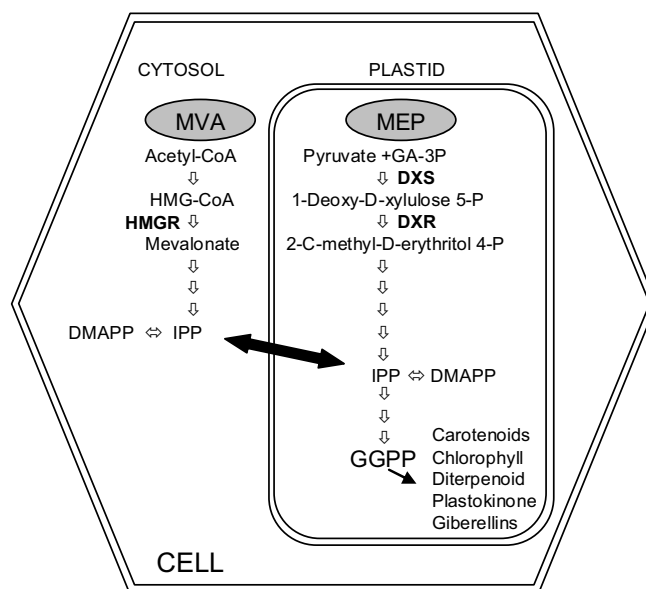 CYTOSOL
MVA
Acetyl-CoA
⇩
HMG-CoA
HMGR ⇩
Mevalonate
⇩
⇩
⇩
DMAPP ⇔ IPP
PLASTID
MEP
Pyruvate +GA-3P
⇩ DXS
1-Deoxy-D-xylulose 5-P
⇩ DXR
2-C-methyl-D-erythritol 4-P
⇩
⇩
⇩
⇩
⇩
IPP ⇔ DMAPP
⇩
⇩
⇩
GGPP
Carotenoids
Chlorophyll
Diterpenoid
Plastokinone
Giberellins
CELL